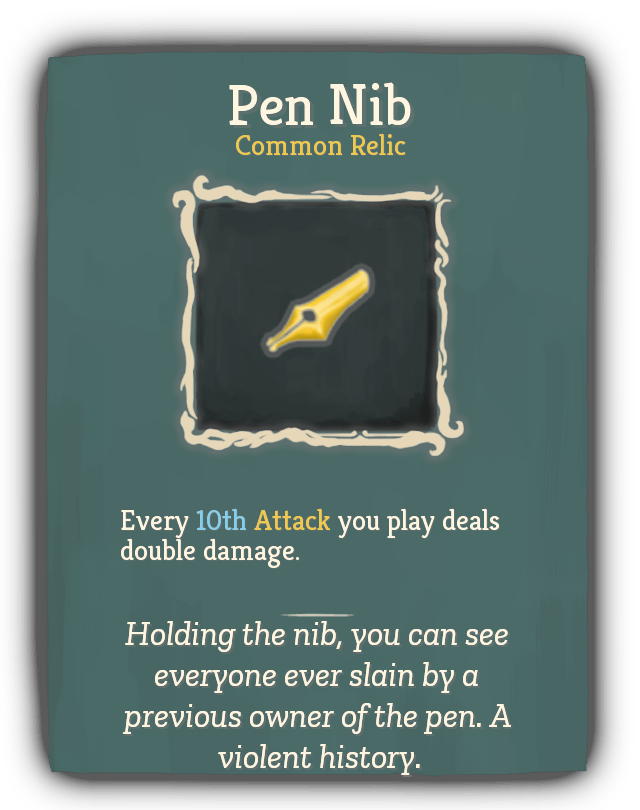 Pen Nib
Common Relic
Every 10th Attack you play deals
double damage.
Holding the nib, you can see
everyone ever slain by a
previous owner of the pen. A
violent history.